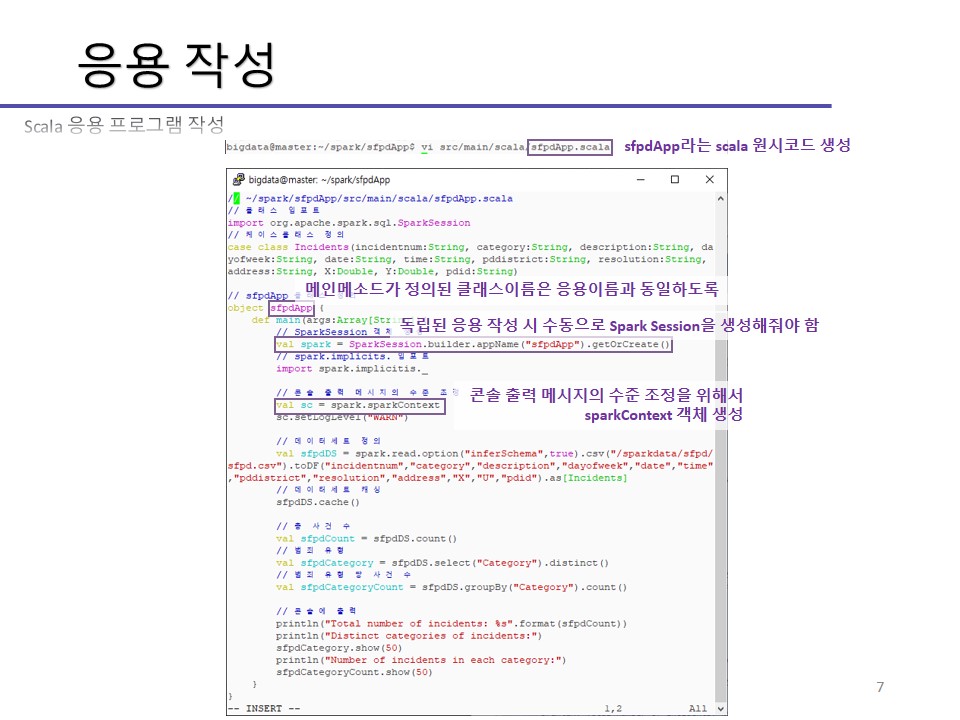 응용 작성
Scala 응용 프로그램 작성
bigdata@master:~/spark/sfpdApp$ vi src/main/scala/sfpdApp.scala
sfpdApp라는 scala 원시코드 생성
bigdata@master: ~/spark/sfpdApp
// ~/spark/sfpdApp/src/main/scala/sfpdApp.scala
// 클래스 임포트
import org.apache.spark.sql.SparkSession
// 케이스클래스 정의
case class Incidents(incidentnum:String, category:String, description:String, da
yofweek:String, date:String, time:String, pddistrict:String, resolution:String,
address:String, X:Double, Y:Double, pdid:String)
// sfpdApp
메인메소드가 정의된 클래스이름은 응용이름과 동일하도록
object sfpdApp {
def main(args:Array[Stri
독립된 응용 작성 시 수동으로 Spark Session을 생성해줘야 함
// SparkSession 객체
val spark = SparkSession.builder.appName("sfpdApp").getOrCreate()
// spark.implicits. 임포트
import spark.implicitis._
// 콘솔 출력 메시지의 수준 조정
콘솔 출력 메시지의 수준 조정을 위해서
val sc = spark.sparkContext
sparkContext 객체 생성
sc.setLogLevel("WARN")
// 데이터세트 정의
val sfpdDS = spark.read.option("inferSchema",true).csv("/sparkdata/sfpd/
sfpd.csv").toDF("incidentnum","category","description","dayofweek","date","time"
,"pddistrict","resolution","address","X","U","pdid").as[Incidents]
// 데이터세트 캐싱
sfpdDS.cache()
// 총 사건 수
val sfpdCount = sfpdDS.count()
// 범죄 유형
val sfpdCategory = sfpdDS.select("Category").distinct()
// 범죄 유형 당 사건 수
val sfpdCategoryCount = sfpdDS.groupBy("Category").count()
// 콘솔에 출력
println("Total number of incidents: %s".format(sfpdCount))
println("Distinct categories of incidents:")
sfpdCategory.show(50)
println("Number of incidents in each category:")
sfpdCategoryCount.show(50)
}
}
-- INSERT -- 1,2 All
7